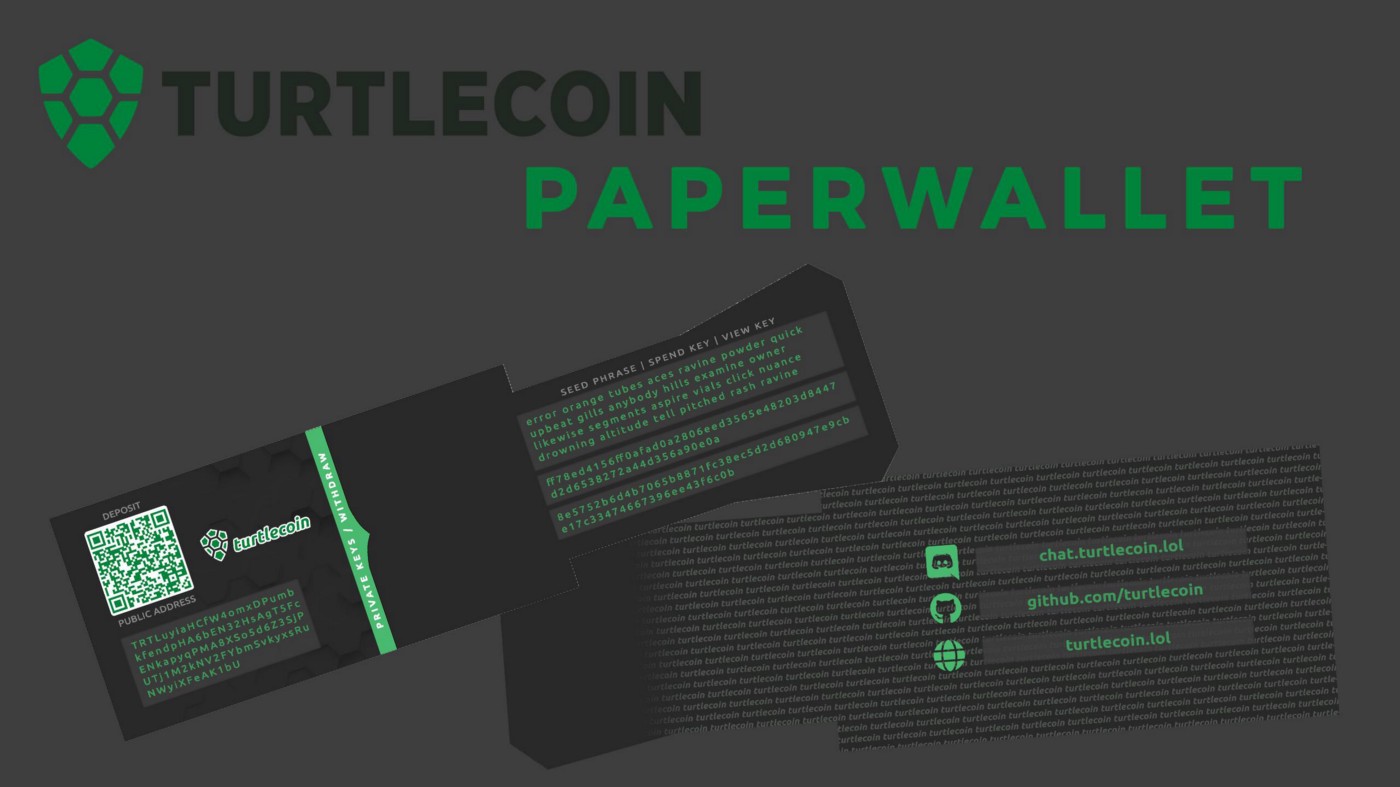 TURTLECOIN
PAPERWALLET
DEPOSIT
PUBLIC ADDRESS
turtlecoin
TRTLuyiaHCfW4omxDPumb
kfendpHA6bEN3ZHsAgT5Fc
ENkapyqPMA8XSo5d6Z3SJP
UTj1M2kNV2FYbmSvkyxsRu
NWyiXFeAK1bU
PRIVATE KEYS / WITHDRAW
SEED PHRASE | SPEND KEY | VIEW KEY
error orange tubes aces ravine powder quick
upbeat gills anybody hills examine owner
likewise segments aspire vials click nuance
drowning altitude tell pitched rash ravine
ff78ed4156ff0afad0a2806eed3565e48203d8447
d2d6538272a44d356a90e0a
8e5752b6d4b7065b8871fc38ec5d2d680947e9cb
e17c33474667396ee43f6c0b
chat.turtlecoin.lol
github.com/turtlecoin
turtlecoin.lol